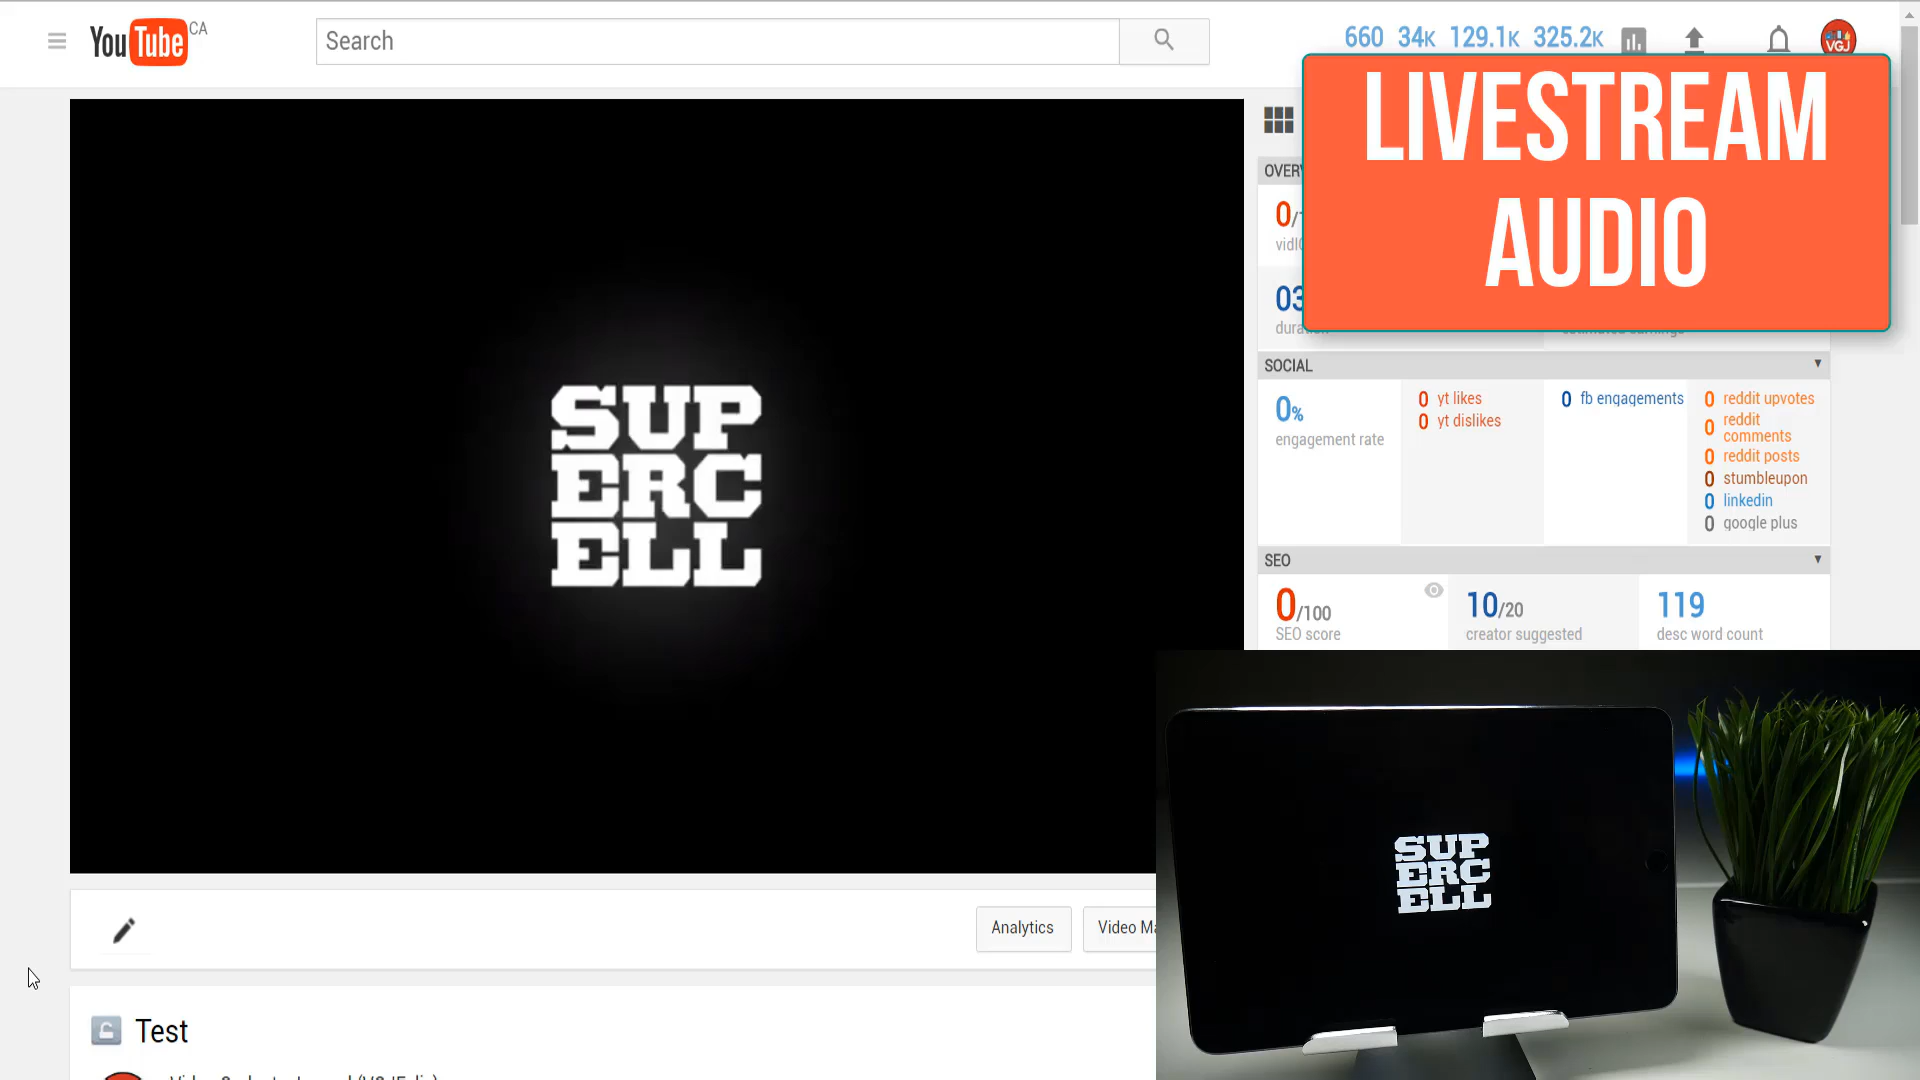 YouTube CA
Search
660 34K 129.1K 325.2K
VGJ
LIVESTREAM
AUDIO
0/
03
SOCIAL
0%
engagement rate
0 yt likes
0 yt dislikes
0 fb engagements
0 reddit upvotes
0 reddit
comments
0 reddit posts
0 stumbleupon
0 linkedin
0 google plus
SEO
0/100
SEO score
10/20
creator suggested
119
desc word count
SUP
ERC
ELL
SUP
ERC
ELL
Analytics
Video
Test